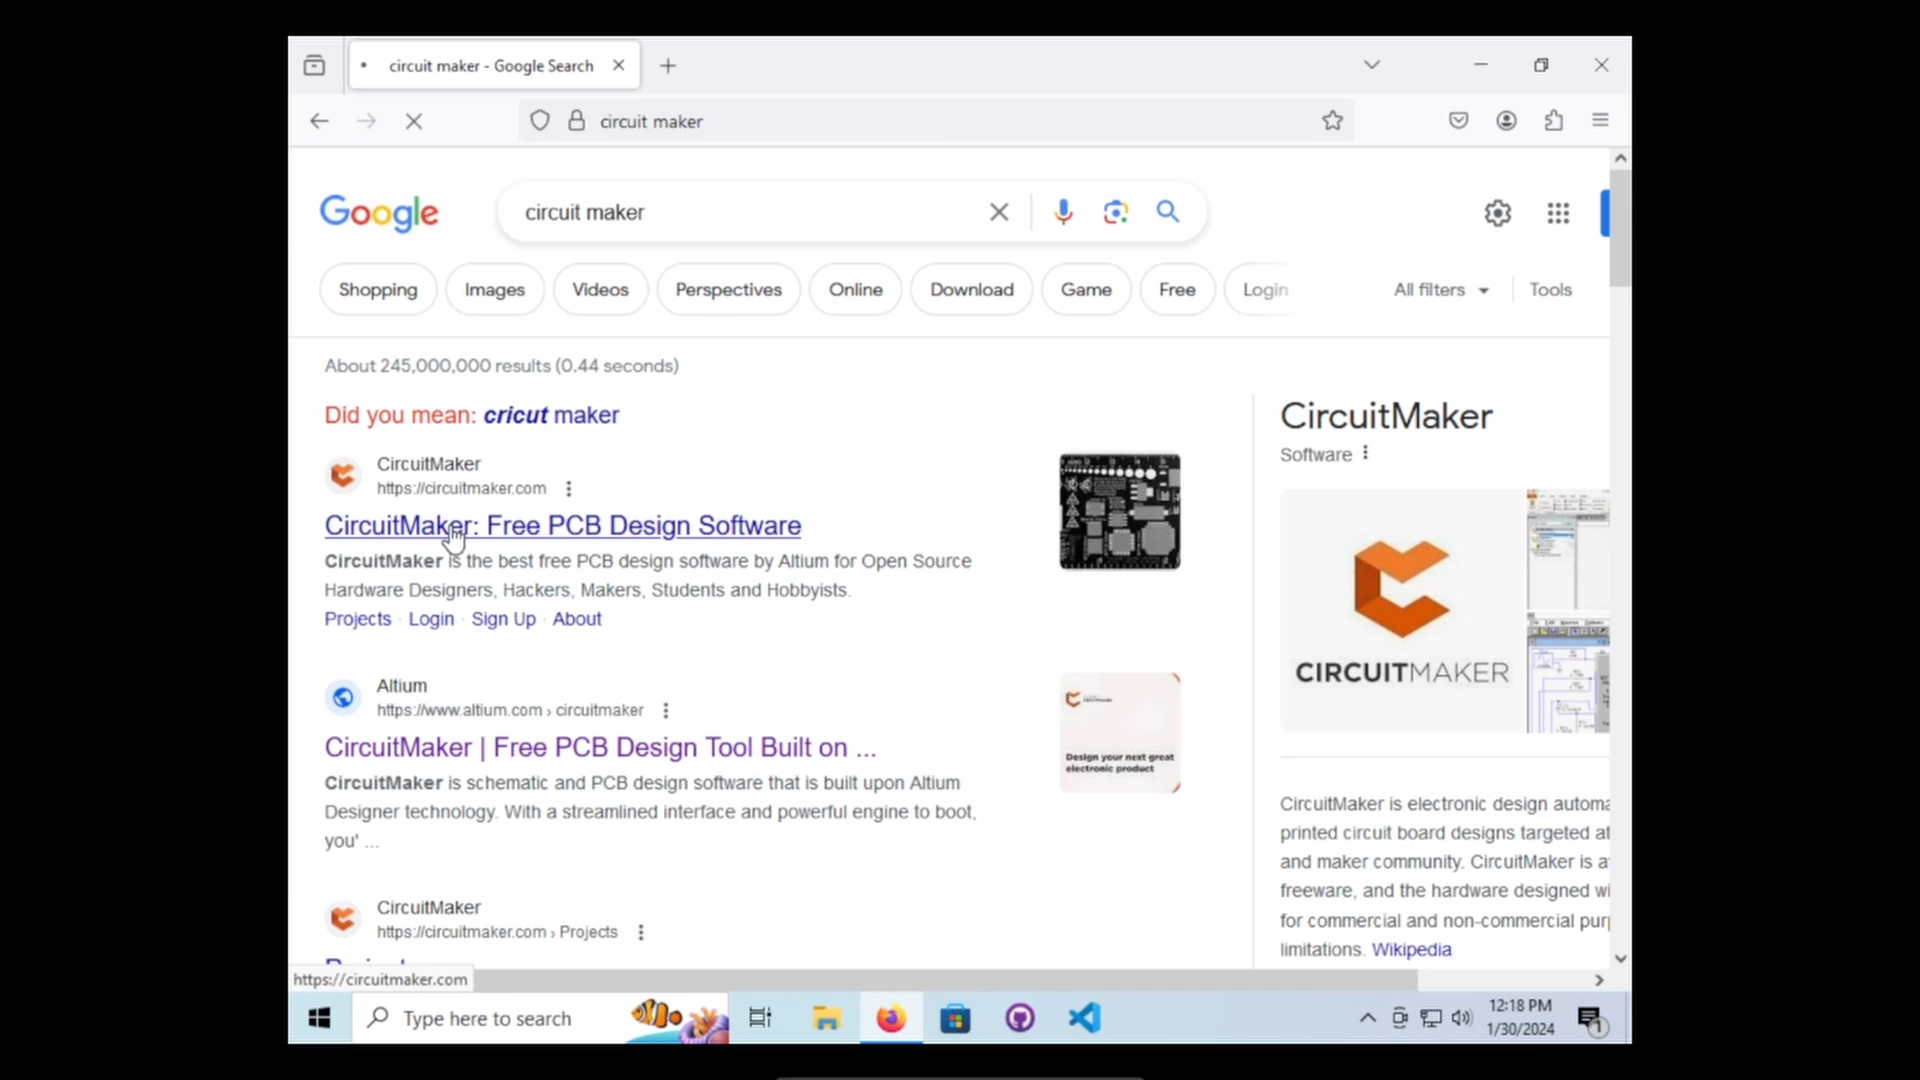 circuit maker - Google Search
circuit maker
Google
circuit maker
Shopping
Images
Videos
Perspectives
Online
Download
Game
Free
Login
All filters
Tools
About 245,000,000 results (0.44 seconds)
Did you mean: cricut maker
CircuitMaker
https://circuitmaker.com
CircuitMaker: Free PCB Design Software
CircuitMaker is the best free PCB design software by Altium for Open Source
Hardware Designers, Hackers, Makers, Students and Hobbyists.
Projects · Login · Sign Up · About
Altium
https://www.altium.com › circuitmaker
CircuitMaker | Free PCB Design Tool Built on ...
Design your next great
electronic product
CircuitMaker is schematic and PCB design software that is built upon Altium
Designer technology. With a streamlined interface and powerful engine to boot,
you' ...
CircuitMaker
https://circuitmaker.com › Projects
CircuitMaker
Software
CIRCUITMAKER
CircuitMaker is electronic design
printed circuit board designs targeted
and maker community. CircuitMaker is
freeware, and the hardware designed
for commercial and non-commercial
limitations. Wikipedia
https://circuitmaker.com
Type here to search
12:18 PM
1/30/2024
1